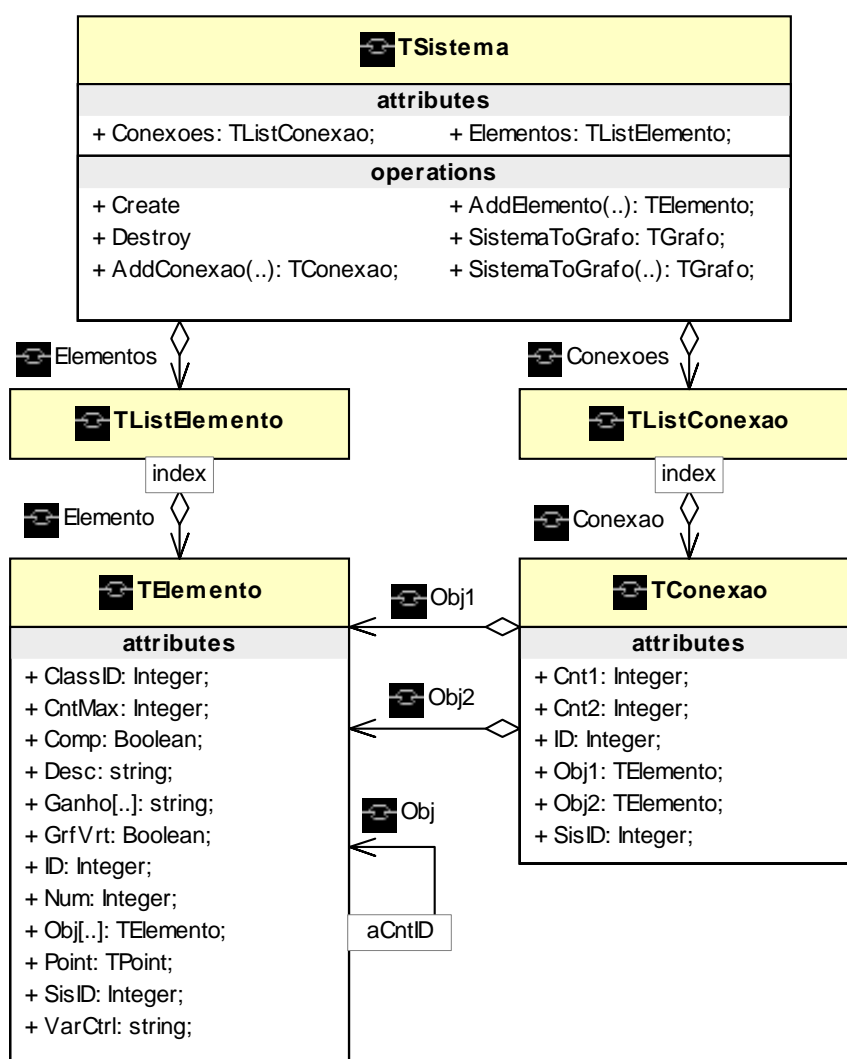 TSistema
attributes
+ Conexoes: TListConexao; + Elementos: TListElemento;
operations
+ Create + AddElemento(..): TElemento;
+ Destroy + SistemaToGrafo: TGrafo;
+ AddConexao(..): TConexao; + SistemaToGrafo(..): TGrafo;
Elementos Conexoes
TListElemento TListConexao
index index
Elemento Conexao
TElemento
attributes
+ ClassID: Integer;
+ CntMax: Integer;
+ Comp: Boolean;
+ Desc: string;
+ Ganho[..]: string;
+ GrfVrt: Boolean;
+ ID: Integer;
+ Num: Integer;
+ Obj[..]: TElemento;
+ Point: TPoint;
+ SisID: Integer;
+ VarCtrl: string;
Obj1
Obj2
Obj
aCntID
TConexao
attributes
+ Cnt1: Integer;
+ Cnt2: Integer;
+ ID: Integer;
+ Obj1: TElemento;
+ Obj2: TElemento;
+ SisID: Integer;